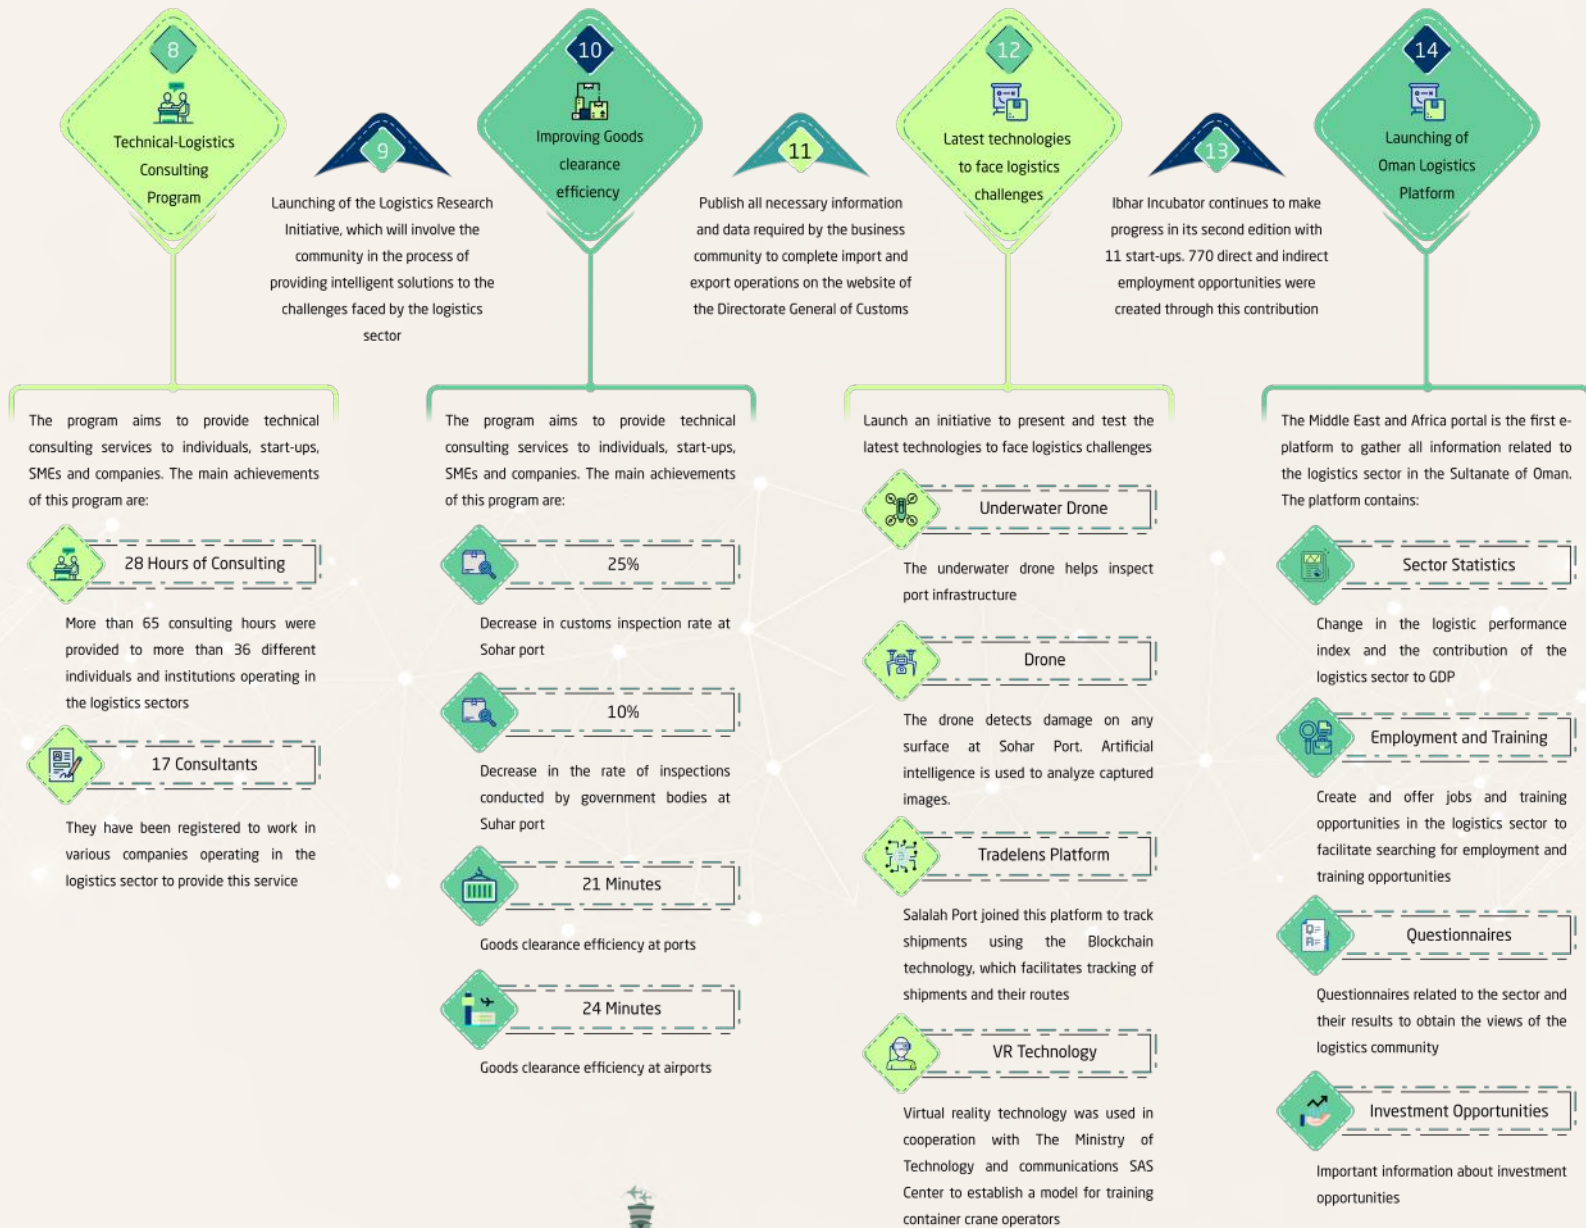 8
Technical-Logistics
Consulting
Program
The program aims to provide technical
consulting services to individuals, start-ups,
SMEs and companies. The main achievements
of this program are:
28 Hours of Consulting
More than 65 consulting hours were
provided to more than 36 different
individuals and institutions operating in
the logistics sectors
17 Consultants
They have been registered to work in
various companies operating in the
logistics sector to provide this service
9
Launching of the Logistics Research
Initiative, which will involve the
community in the process of
providing intelligent solutions to the
challenges faced by the logistics
sector
10
Improving Goods
clearance
efficiency
The program aims to provide technical
consulting services to individuals, start-ups,
SMEs and companies. The main achievements
of this program are:
25%
Decrease in customs inspection rate at
Sohar port
10%
Decrease in the rate of inspections
conducted by government bodies at
Suhar port
21 Minutes
Goods clearance efficiency at ports
24 Minutes
Goods clearance efficiency at airports
11
Publish all necessary information
and data required by the business
community to complete import and
export operations on the website of
the Directorate General of Customs
12
Latest technologies
to face logistics
challenges
Launch an initiative to present and test the
latest technologies to face logistics challenges
Underwater Drone
The underwater drone helps inspect
port infrastructure
Drone
The drone detects damage on any
surface at Sohar Port. Artificial
intelligence is used to analyze captured
images.
Tradelens Platform
Salalah Port joined this platform to track
shipments using the Blockchain
technology, which facilitates tracking of
shipments and their routes
VR Technology
Virtual reality technology was used in
cooperation with The Ministry of
Technology and communications SAS
Center to establish a model for training
container crane operators
13
Ibhar Incubator continues to make
progress in its second edition with
11 start-ups. 770 direct and indirect
employment opportunities were
created through this contribution
14
Launching of
Oman Logistics
Platform
The Middle East and Africa portal is the first e-
platform to gather all information related to
the logistics sector in the Sultanate of Oman.
The platform contains:
Sector Statistics
Change in the logistic performance
index and the contribution of the
logistics sector to GDP
Employment and Training
Create and offer jobs and training
opportunities in the logistics sector to
facilitate searching for employment and
training opportunities
Questionnaires
Questionnaires related to the sector and
their results to obtain the views of the
logistics community
Investment Opportunities
Important information about investment
opportunities